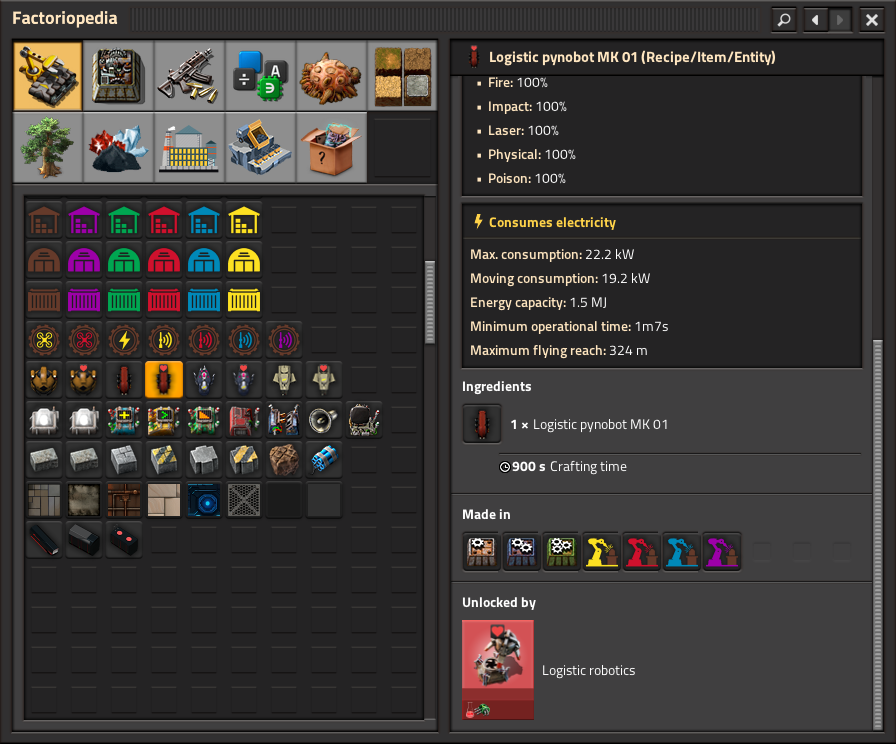 Factoriopedia
Logistic pynobot MK 01 (Recipe/Item/Entity)
Fire: 100%
Impact: 100%
Laser: 100%
Physical: 100%
Poison: 100%
Consumes electricity
Max. consumption: 22.2 kW
Moving consumption: 19.2 kW
Energy capacity: 1.5 MJ
Minimum operational time: 1m7s
Maximum flying reach: 324 m
Ingredients
1 × Logistic pynobot MK 01
900 s Crafting time
Made in
Unlocked by
Logistic robotics